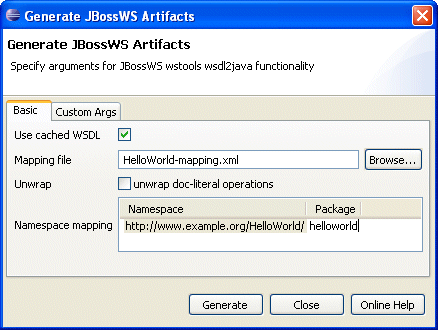 Generate JBossWS Artifacts
Generate JBossWS Artifacts
Specify arguments for JBossWS wstools wsdl2java functionality
Basic Custom Args
Use cached WSDL
Mapping file HelloWorld-mapping.xml Browse...
Unwrap unwrap doc-literal operations
Namespace Package
Namespace mapping http://www.example.org/HelloWorld/ helloworld
Generate Close Online Help